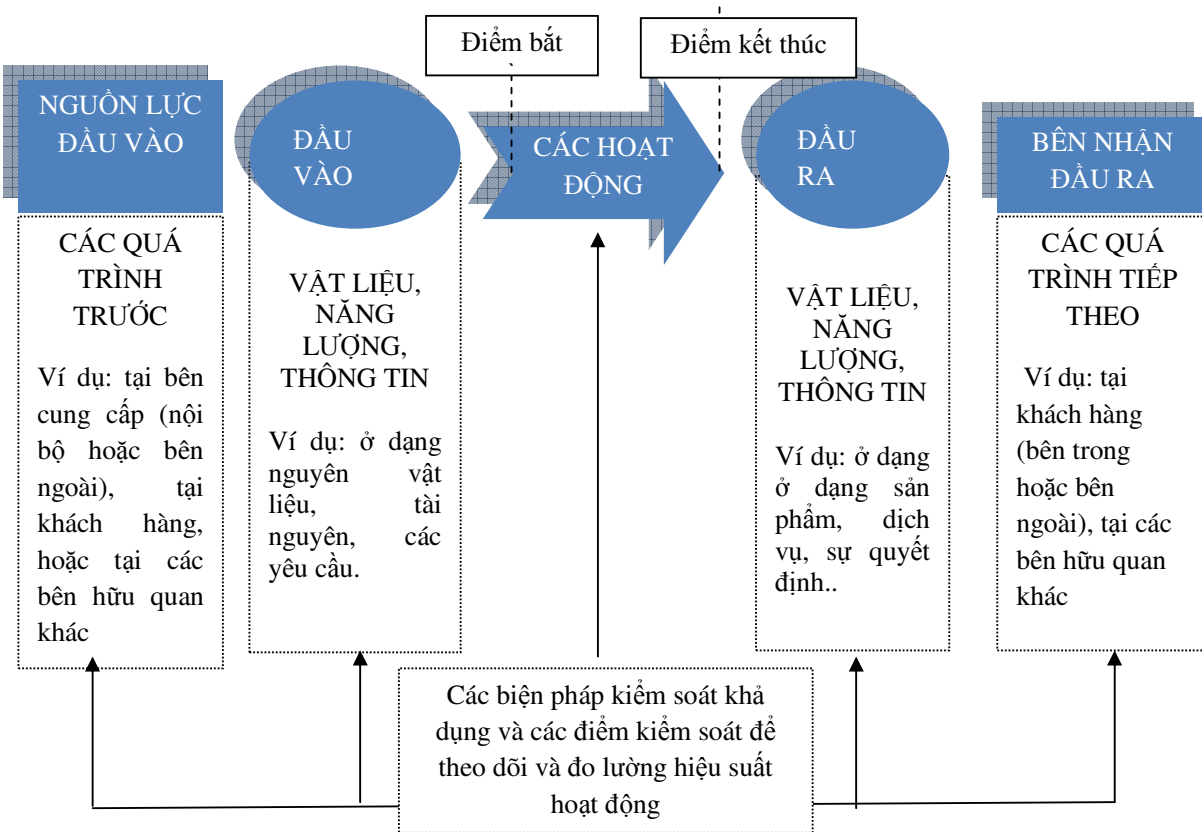 Điểm bắt
Điểm kết thúc
NGUỒN LỰC
ĐẦU VÀO
ĐẦU
VÀO
CÁC HOẠT
ĐỘNG
ĐẦU
RA
BÊN NHẬN
ĐẦU RA
CÁC QUÁ
TRÌNH
TRƯỚC
Ví dụ: tại bên
cung cấp (nội
bộ hoặc bên
ngoài), tại
khách hàng,
hoặc tại các
bên hữu quan
khác
VẬT LIỆU,
NĂNG
LƯỢNG,
THÔNG TIN
Ví dụ: ở dạng
nguyên vật
liệu, tài
nguyên, các
yêu cầu.
VẬT LIỆU,
NĂNG
LƯỢNG,
THÔNG TIN
Ví dụ: ở dạng
ở dạng sản
phẩm, dịch
vụ, sự quyết
định..
CÁC QUÁ
TRÌNH TIẾP
THEO
Ví dụ: tại
khách hàng
(bên trong
hoặc bên
ngoài), tại các
bên hữu quan
khác
Các biện pháp kiểm soát khả
dụng và các điểm kiểm soát để
theo dõi và đo lường hiệu suất
hoạt động